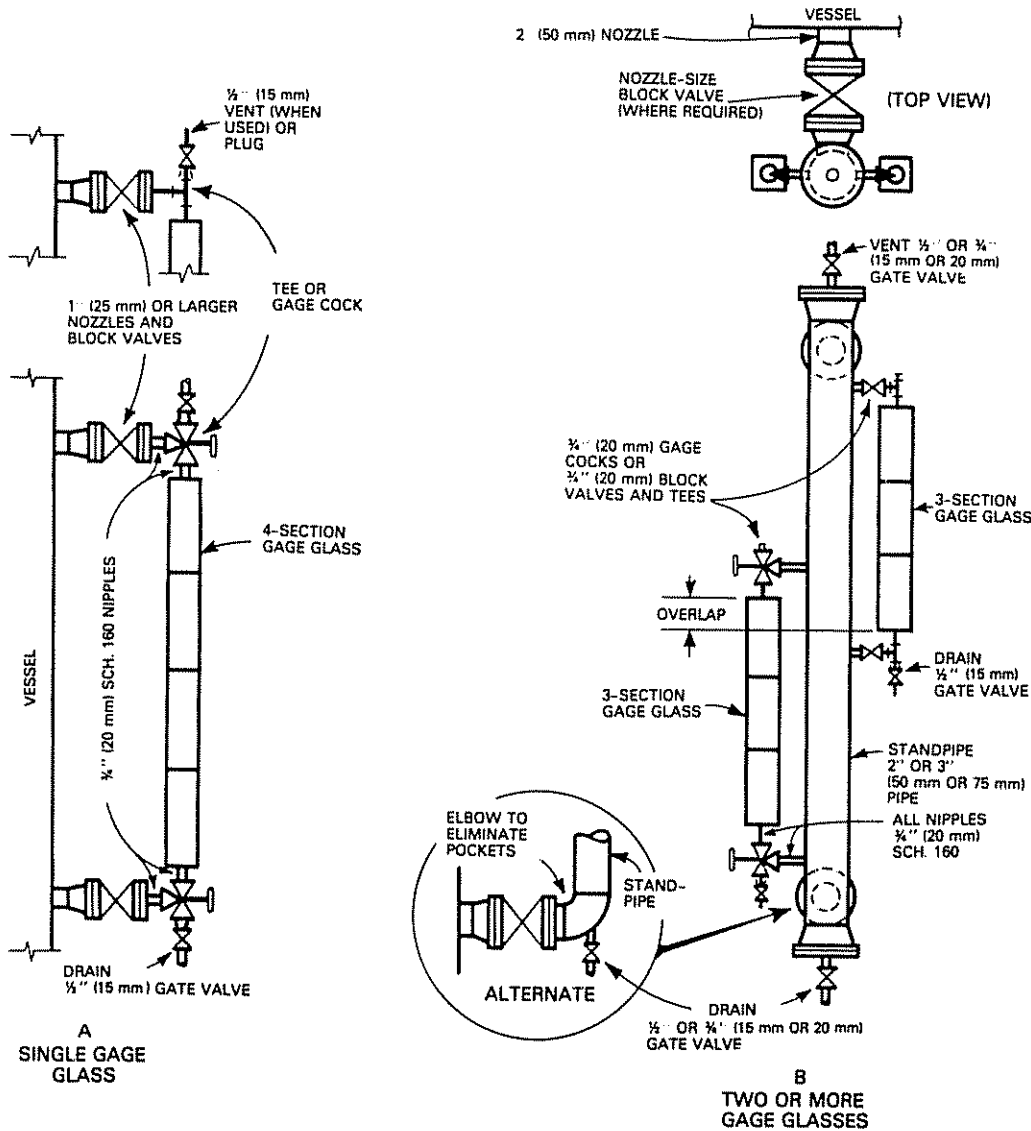 ½'' (15 mm)
VENT (WHEN
USED) OR
PLUG
1'' (25 mm) OR LARGER
NOZZLES AND
BLOCK VALVES
TEE OR
GAGE COCK
4-SECTION
GAGE GLASS
¾'' (20 mm) SCH. 160 NIPPLES
VESSEL
DRAIN
½'' (15 mm) GATE VALVE
A
SINGLE GAGE
GLASS
VESSEL
2 (50 mm) NOZZLE
NOZZLE-SIZE
BLOCK VALVE
(WHERE REQUIRED)
(TOP VIEW)
VENT ½'' OR ¾''
(15 mm OR 20 mm)
GATE VALVE
¾'' (20 mm) GAGE
COCKS OR
¾'' (20 mm) BLOCK
VALVES AND TEES
3-SECTION
GAGE GLASS
OVERLAP
DRAIN
½'' (15 mm)
GATE VALVE
3-SECTION
GAGE GLASS
STANDPIPE
2'' OR 3''
(50 mm OR 75 mm)
PIPE
ALL NIPPLES
¾'' (20 mm)
SCH. 160
ELBOW TO
ELIMINATE
POCKETS
STAND-
PIPE
ALTERNATE
DRAIN
½'' OR ¾'' (15 mm OR 20 mm)
GATE VALVE
B
TWO OR MORE
GAGE GLASSES